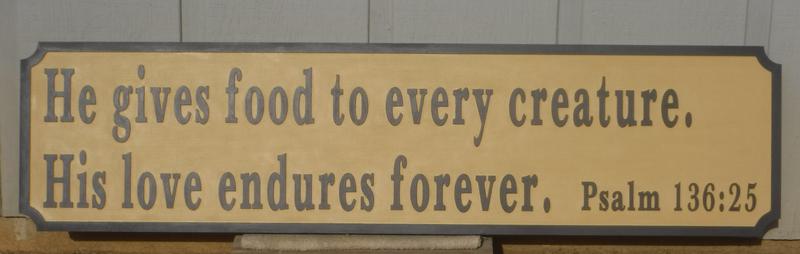 He gives food to every creature.
His love endures forever. Psalm 136:25